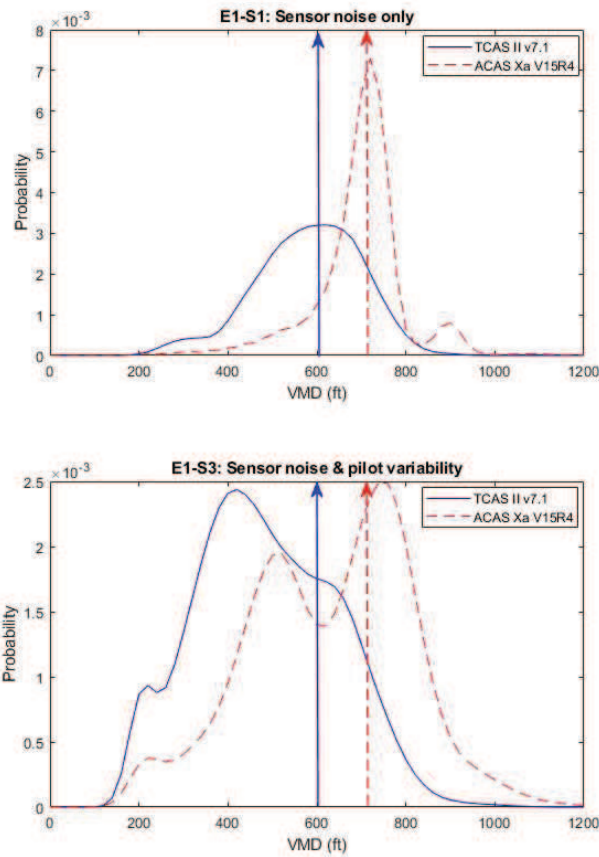 E1-S1: Sensor noise only
×10⁻³
8
7
6
5
4
3
2
1
0
Probability
TCAS II v7.1
ACAS Xa V15R4
0 200 400 600 800 1000 1200
VMD (ft)
E1-S3: Sensor noise & pilot variability
×10⁻³
2.5
2
1.5
1
0.5
0
Probability
TCAS II v7.1
ACAS Xa V15R4
0 200 400 600 800 1000 1200
VMD (ft)